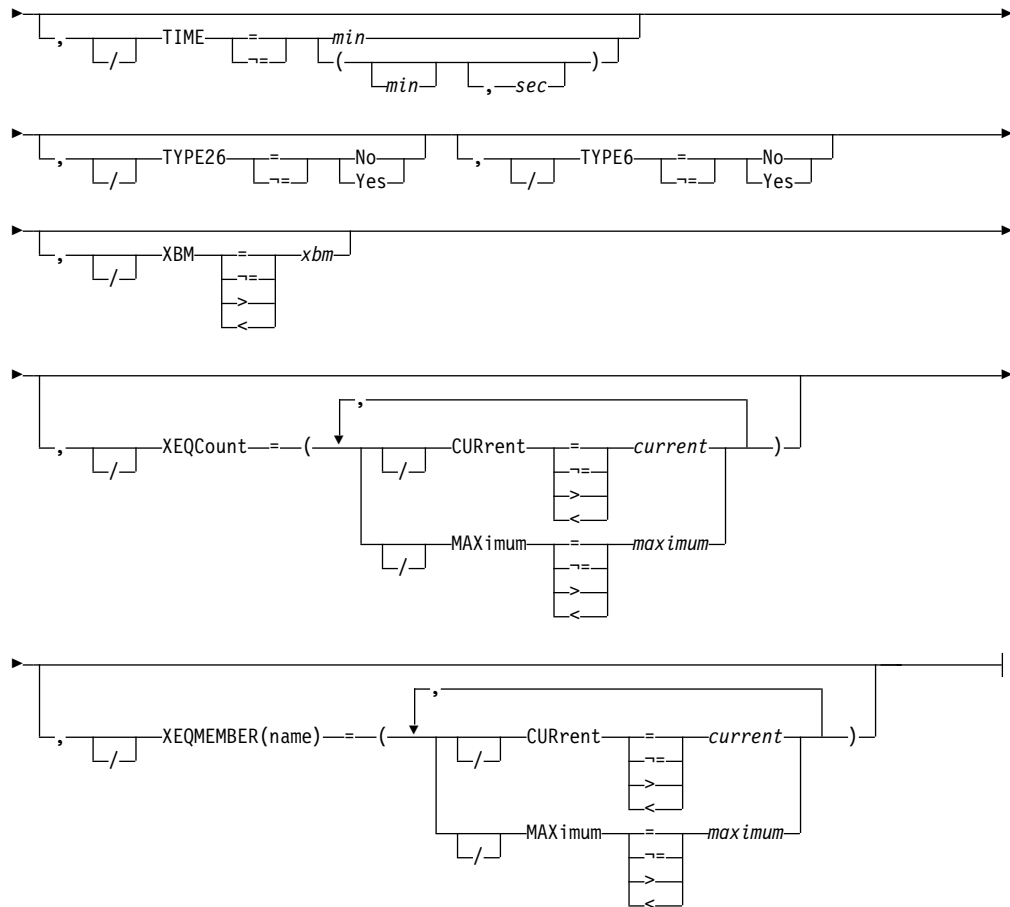 , / TIME = min
¬= ( min , sec )
, / TYPE26 = No , / TYPE6 = No
¬= Yes ¬= Yes
, / XBM = xbm
¬=
>
<
,
, / XEQCount = ( / CURrent = current )
¬=
>
<
/ MAXimum = maximum
¬=
>
<
,
, / XEQMEMBER(name) = ( / CURrent = current )
¬=
>
<
/ MAXimum = maximum
¬=
>
<